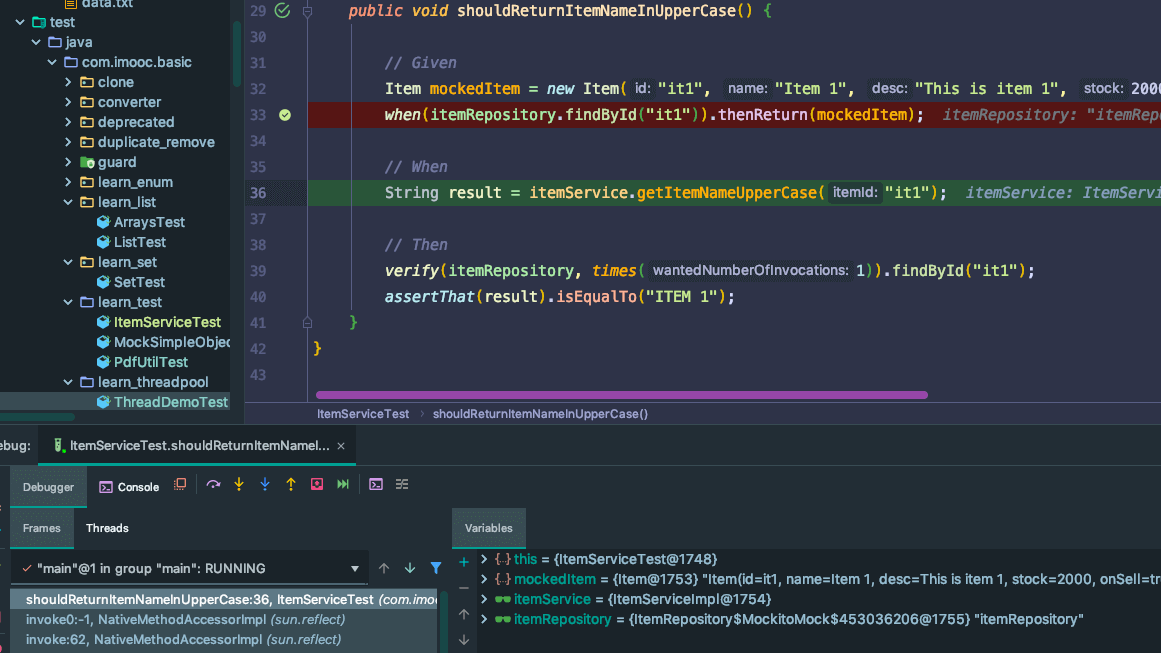 data.txt
test
java
com.imooc.basic
clone
converter
deprecated
duplicate_remove
guard
learn_enum
learn_list
ArraysTest
ListTest
learn_set
SetTest
learn_test
ItemServiceTest
MockSimpleObjec
PdfUtilTest
learn_threadpool
ThreadDemoTest
29 public void shouldReturnItemNameInUpperCase() {
30
31 // Given
32 Item mockedItem = new Item( id: "it1", name: "Item 1", desc: "This is item 1", stock: 2000
33 when(itemRepository.findById("it1")).thenReturn(mockedItem); itemRepository: "itemRepo
34
35 // When
36 String result = itemService.getItemNameUpperCase( itemId: "it1"); itemService: ItemServi
37
38 // Then
39 verify(itemRepository, times( wantedNumberOfInvocations: 1)).findById("it1");
40 assertThat(result).isEqualTo("ITEM 1");
41 }
42 }
43
ItemServiceTest > shouldReturnItemNameInUpperCase()
ebug: ItemServiceTest.shouldReturnItemNameI... ×
Debugger Console
Frames Threads
"main"@1 in group "main": RUNNING
shouldReturnItemNameInUpperCase:36, ItemServiceTest (com.imoo
invoke0:-1, NativeMethodAccessorImpl (sun.reflect)
invoke:62, NativeMethodAccessorImpl (sun.reflect)
Variables
this = {ItemServiceTest@1748}
mockedItem = {Item@1753} "Item(id=it1, name=Item 1, desc=This is item 1, stock=2000, onSell=tr
itemService = {ItemServiceImpl@1754}
itemRepository = {ItemRepository$MockitoMock$453036206@1755} "itemRepository"